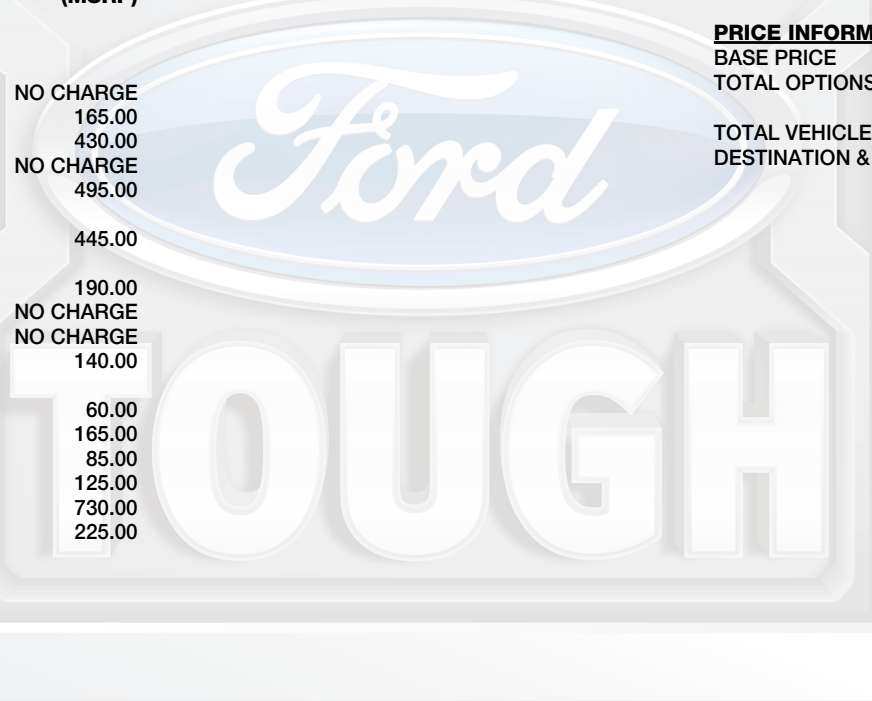 (MSRP)
NO CHARGE
165.00
430.00
NO CHARGE
495.00
445.00
190.00
NO CHARGE
NO CHARGE
140.00
60.00
165.00
85.00
125.00
730.00
225.00
PRICE INFORM
BASE PRICE
TOTAL OPTIONS
TOTAL VEHICLE
DESTINATION &
Ford
TOUGH